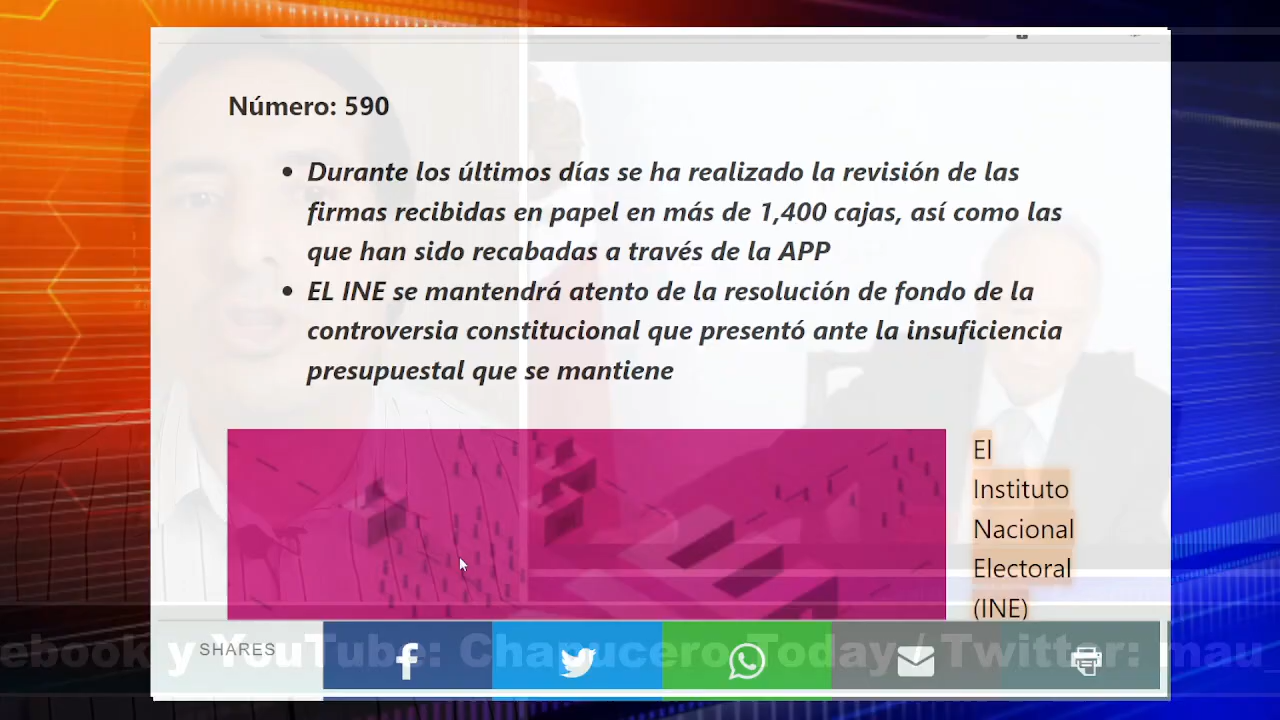 Número: 590
• Durante los últimos días se ha realizado la revisión de las
firmas recibidas en papel en más de 1,400 cajas, así como las
que han sido recabadas a través de la APP
• EL INE se mantendrá atento de la resolución de fondo de la
controversia constitucional que presentó ante la insuficiencia
presupuestal que se mantiene
El
Instituto
Nacional
Electoral
(INE)
SHARES
ebook y YouTube: ChapuceroToday / Twitter: mau_